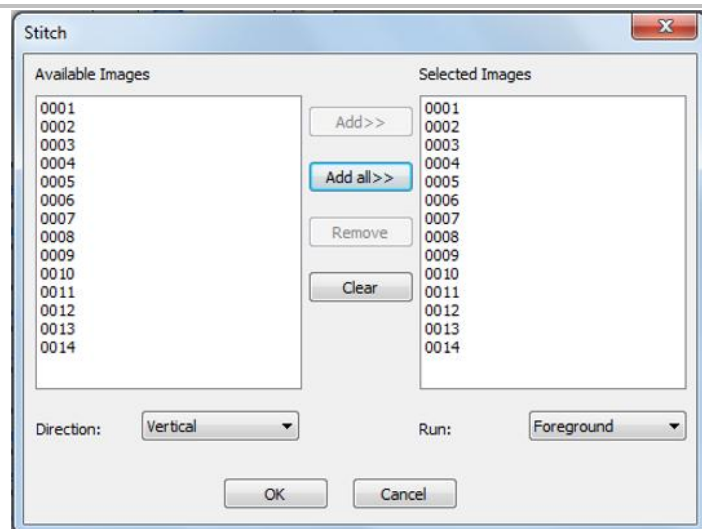 Stitch
Available Images
Selected Images
0001
0002
0003
0004
0005
0006
0007
0008
0009
0010
0011
0012
0013
0014
Add>>
Add all>>
Remove
Clear
0001
0002
0003
0004
0005
0006
0007
0008
0009
0010
0011
0012
0013
0014
Direction:
Vertical
Run:
Foreground
OK
Cancel